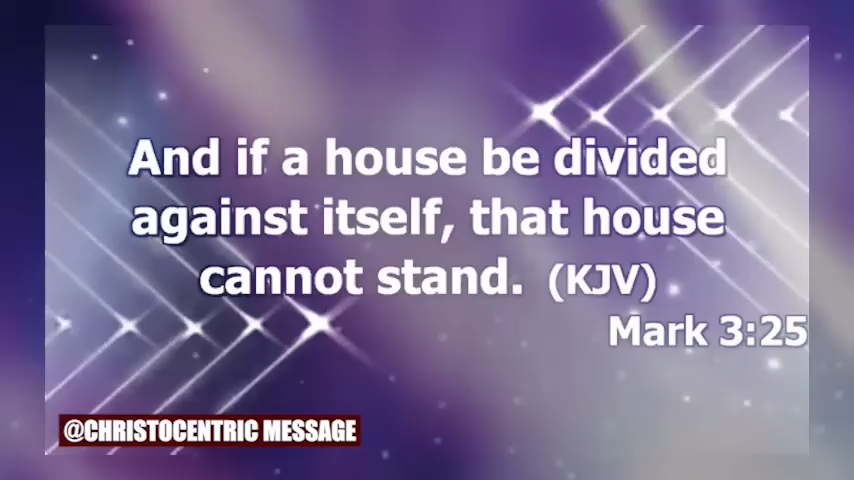 And if a house be divided
against itself, that house
cannot stand. (KJV)
Mark 3:25
@CHRISTOCENTRIC MESSAGE